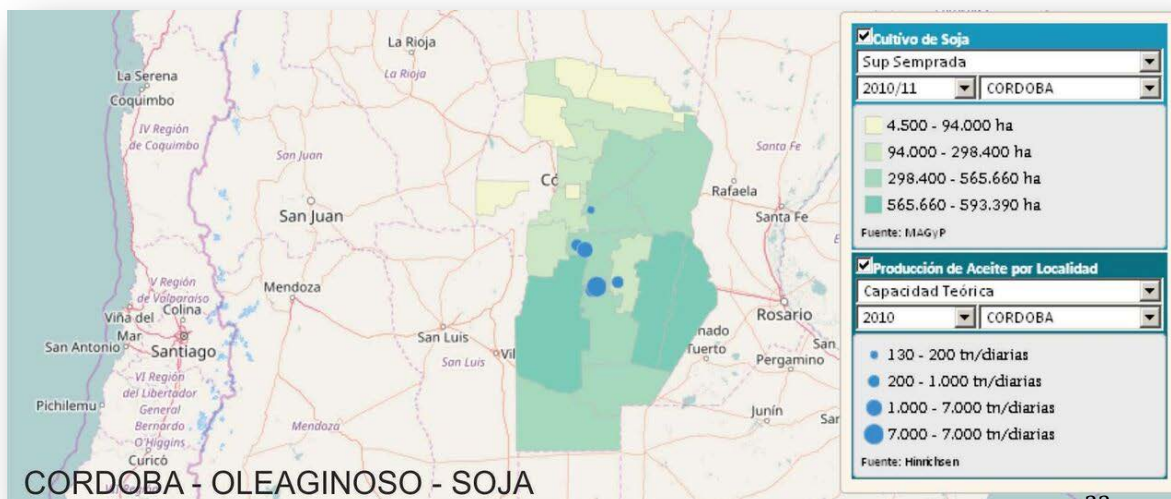 La Rioja
La Rioja
La Serena
Coquimbo
IV Región
de Coquimbo
San Juan
Santa Fe
Có
Rafaela
San Juan
Santa Fe
V Región
de Valparaíso
Mendoza
Viña del
Mar
Colina
Rosario
San Antonio
Santiago
San Luis
San Luis
Vil
nado
Tuerto
San
Pergamino
VI Región
del Libertador
General
Bernardo
O'Higgins
Pichilemu
Curicó
Mendoza
Junín
Sar
CORDOBA - OLEAGINOSO - SOJA
Cultivo de Soja
Sup Semprada
2010/11 CORDOBA
4.500 - 94.000 ha
94.000 - 298.400 ha
298.400 - 565.660 ha
565.660 - 593.390 ha
Fuente: MAGyP
Producción de Aceite por Localidad
Capacidad Teórica
2010 CORDOBA
130 - 200 tn/diarias
200 - 1.000 tn/diarias
1.000 - 7.000 tn/diarias
7.000 - 7.000 tn/diarias
Fuente: Hinrichsen